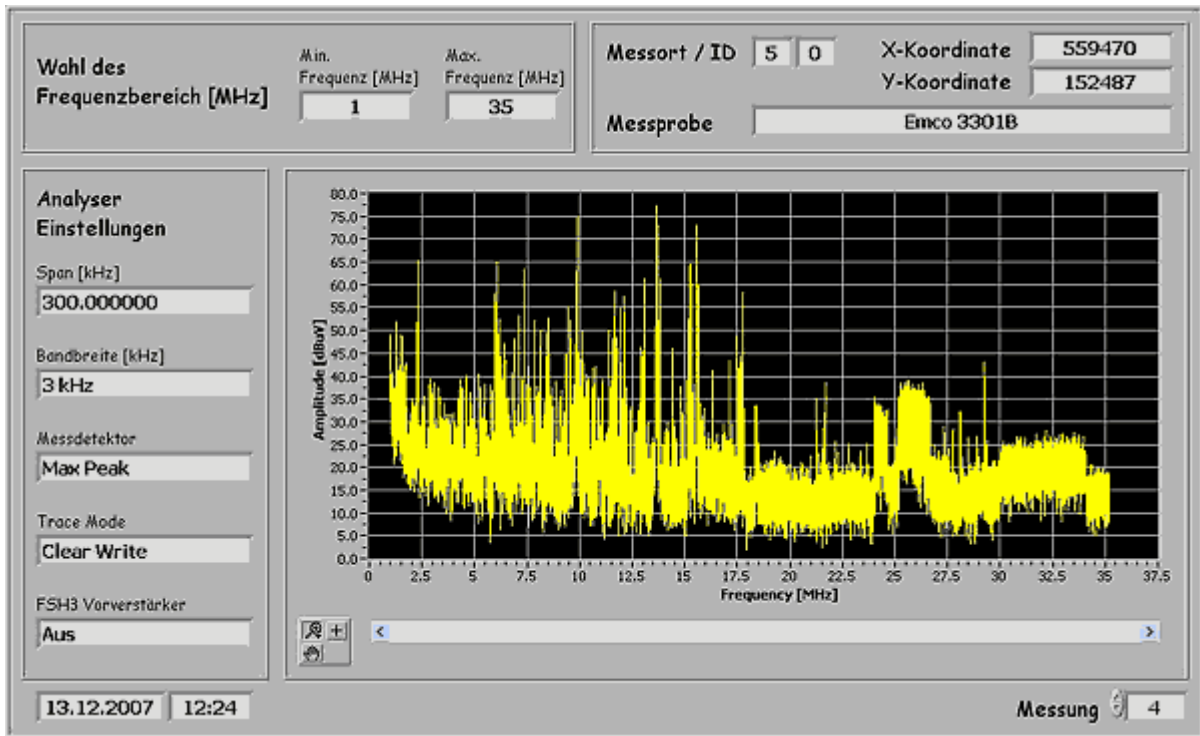 Wahl des
Frequenzbereich [MHz]
Min.
Frequenz [MHz]
1
Max.
Frequenz [MHz]
35
Messort / ID 5 0
X-Koordinate 559470
Y-Koordinate 152487
Messprobe Emco 3301B
Analyser
Einstellungen
Span [kHz]
300.000000
Bandbreite [kHz]
3 kHz
Messdetektor
Max Peak
Trace Mode
Clear Write
FSH3 Vorverstärker
Aus
Amplitude [dBuV]
80.0
75.0
70.0
65.0
60.0
55.0
50.0
45.0
40.0
35.0
30.0
25.0
20.0
15.0
10.0
5.0
0.0
0 2.5 5 7.5 10 12.5 15 17.5 20 22.5 25 27.5 30 32.5 35 37.5
Frequency [MHz]
13.12.2007 12:24
Messung 4